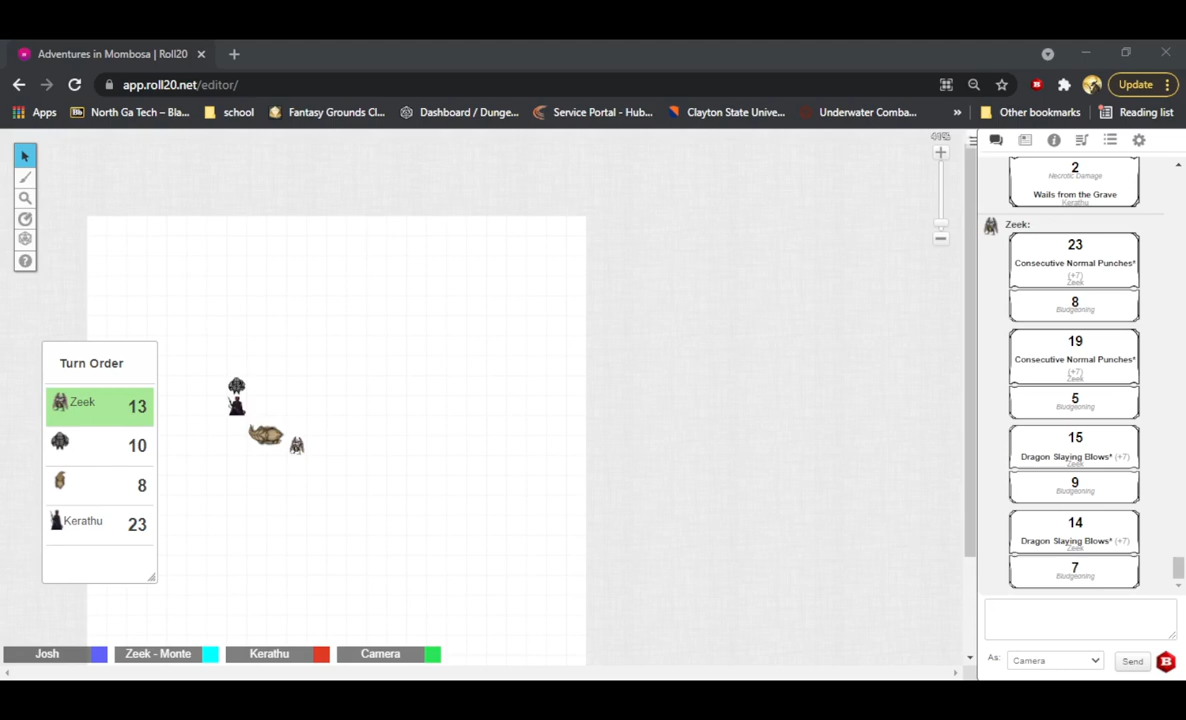 Adventures in Mombosa | Roll20
app.roll20.net/editor/
Update
Apps
Bb
North Ga Tech – Bla...
school
Fantasy Grounds Cl...
Dashboard / Dunge...
Service Portal - Hub...
Clayton State Unive...
Underwater Comba...
»
Other bookmarks
Reading list
Turn Order
Zeek 13
10
8
Kerathu 23
Josh
Zeek - Monte
Kerathu
Camera
2
Necrotic Damage
Wails from the Grave
Kerathu
Zeek:
23
Consecutive Normal Punches*
(+7)
Zeek
8
Bludgeoning
19
Consecutive Normal Punches*
(+7)
Zeek
5
Bludgeoning
15
Dragon Slaying Blows* (+7)
Zeek
9
Bludgeoning
14
Dragon Slaying Blows* (+7)
Zeek
7
Bludgeoning
As:
Camera
Send
B